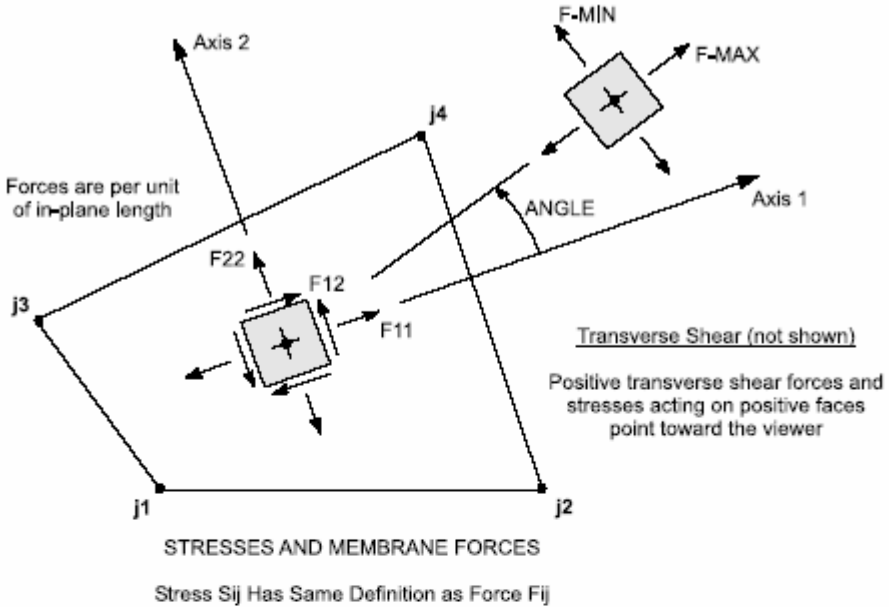 F-MIN
Axis 2
F-MAX
j4
Forces are per unit
of in-plane length
ANGLE
Axis 1
F22
F12
j3
F11
Transverse Shear (not shown)
Positive transverse shear forces and
stresses acting on positive faces
point toward the viewer
j1
j2
STRESSES AND MEMBRANE FORCES
Stress Sij Has Same Definition as Force Fij